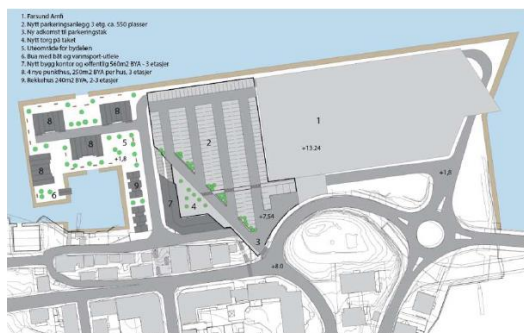 1. Farsund Amfi
2. Nytt parkeringsanlegg 3 etg. ca. 550 plasser
3. Ny adkomst til parkeringstak
4. Nytt torg på taket
5. Uteområde for bydelen
6. Bua med båt og vannsport-utleie
7. Nytt bygg kontor og offentlig 560m2 BYA - 3 etasjer
8. 4 nye punkthus, 250m2 BYA per hus, 3 etasjer
9. Rekkehus 240m2 BYA, 2-3 etasjer
8
8
8
8
5
+1,8
6
9
7
4
2
1
+13.24
+1,8
+7,54
3
+8.0